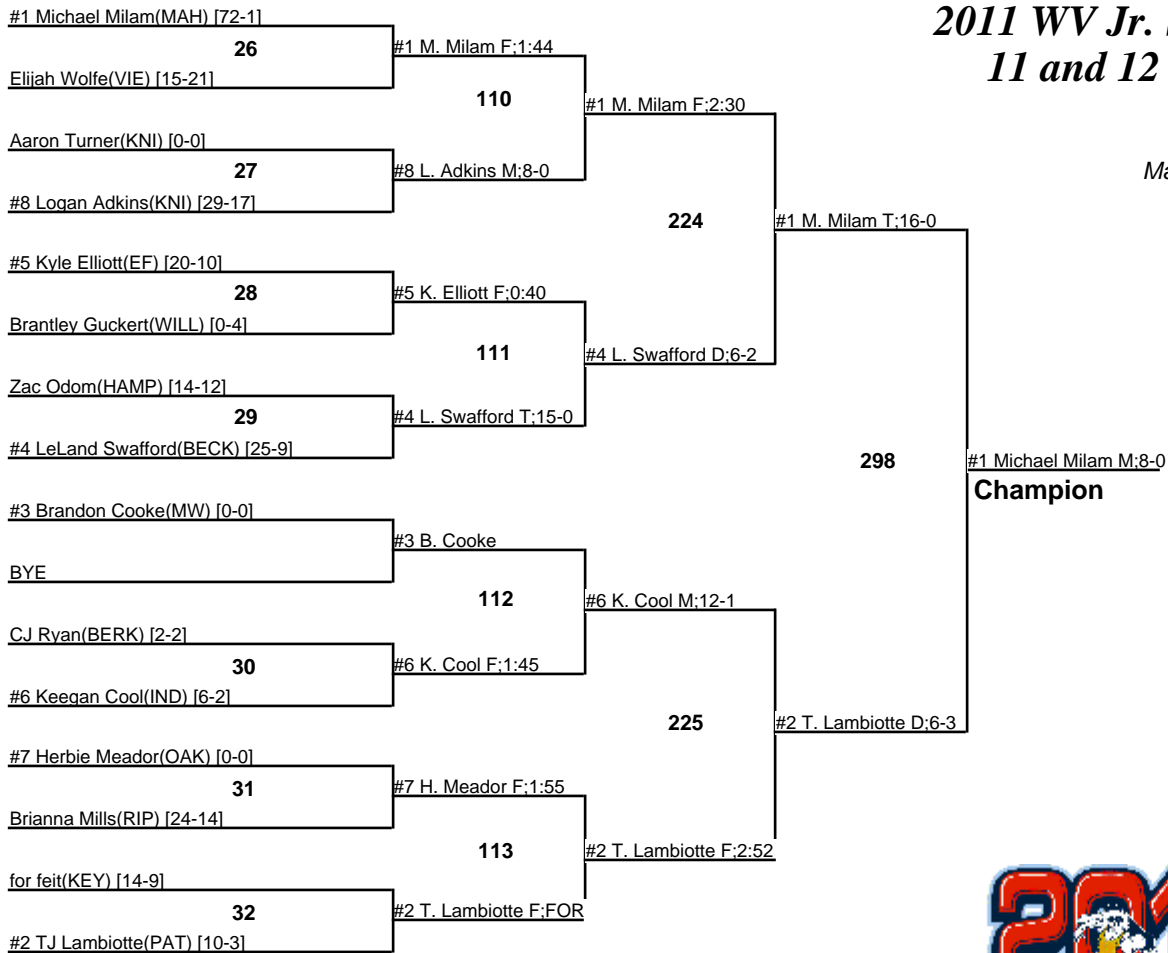 2011 WV Jr.
11 and 12
#1 Michael Milam(MAH) [72-1]
26
Elijah Wolfe(VIE) [15-21]
#1 M. Milam F;1:44
110
Aaron Turner(KNI) [0-0]
27
#8 Logan Adkins(KNI) [29-17]
#8 L. Adkins M;8-0
#1 M. Milam F;2:30
224
#5 Kyle Elliott(EF) [20-10]
28
Brantley Guckert(WILL) [0-4]
#5 K. Elliott F;0:40
111
Zac Odom(HAMP) [14-12]
29
#4 LeLand Swafford(BECK) [25-9]
#4 L. Swafford T;15-0
#4 L. Swafford D;6-2
#1 M. Milam T;16-0
298
#1 Michael Milam M;8-0
Champion
#3 Brandon Cooke(MW) [0-0]
BYE
#3 B. Cooke
112
CJ Ryan(BERK) [2-2]
30
#6 Keegan Cool(IND) [6-2]
#6 K. Cool F;1:45
#6 K. Cool M;12-1
225
#2 T. Lambiotte D;6-3
#7 Herbie Meador(OAK) [0-0]
31
Brianna Mills(RIP) [24-14]
#7 H. Meador F;1:55
113
for feit(KEY) [14-9]
32
#2 TJ Lambiotte(PAT) [10-3]
#2 T. Lambiotte F;FOR
#2 T. Lambiotte F;2:52
Ma